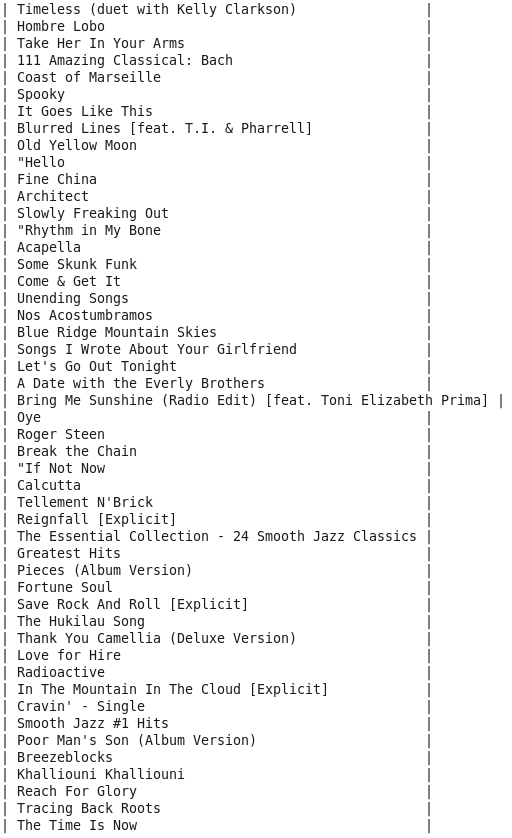 | Timeless (duet with Kelly Clarkson) |
| Hombre Lobo |
| Take Her In Your Arms |
| 111 Amazing Classical: Bach |
| Coast of Marseille |
| Spooky |
| It Goes Like This |
| Blurred Lines [feat. T.I. & Pharrell] |
| Old Yellow Moon |
| "Hello |
| Fine China |
| Architect |
| Slowly Freaking Out |
| "Rhythm in My Bone |
| Acapella |
| Some Skunk Funk |
| Come & Get It |
| Unending Songs |
| Nos Acostumbramos |
| Blue Ridge Mountain Skies |
| Songs I Wrote About Your Girlfriend |
| Let's Go Out Tonight |
| A Date with the Everly Brothers |
| Bring Me Sunshine (Radio Edit) [feat. Toni Elizabeth Prima] |
| Oye |
| Roger Steen |
| Break the Chain |
| "If Not Now |
| Calcutta |
| Tellement N'Brick |
| Reignfall [Explicit] |
| The Essential Collection - 24 Smooth Jazz Classics |
| Greatest Hits |
| Pieces (Album Version) |
| Fortune Soul |
| Save Rock And Roll [Explicit] |
| The Hukilau Song |
| Thank You Camellia (Deluxe Version) |
| Love for Hire |
| Radioactive |
| In The Mountain In The Cloud [Explicit] |
| Cravin' - Single |
| Smooth Jazz #1 Hits |
| Poor Man's Son (Album Version) |
| Breezeblocks |
| Khalliouni Khalliouni |
| Reach For Glory |
| Tracing Back Roots |
| The Time Is Now |